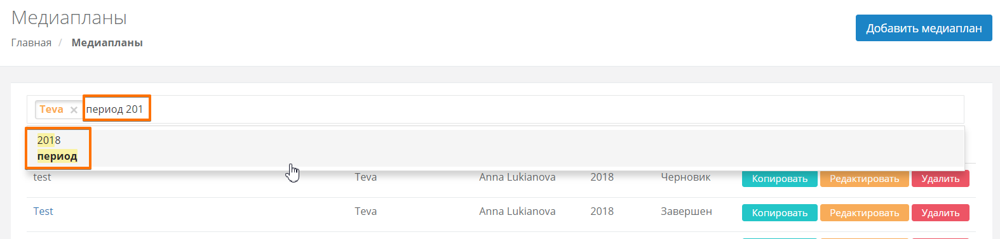 Медиапланы
Добавить медиаплан
Главная / Медиапланы
Teva × период 201
2018
период
test Teva Anna Lukianova 2018 Черновик Копировать Редактировать Удалить
Test Teva Anna Lukianova 2018 Завершен Копировать Редактировать Удалить